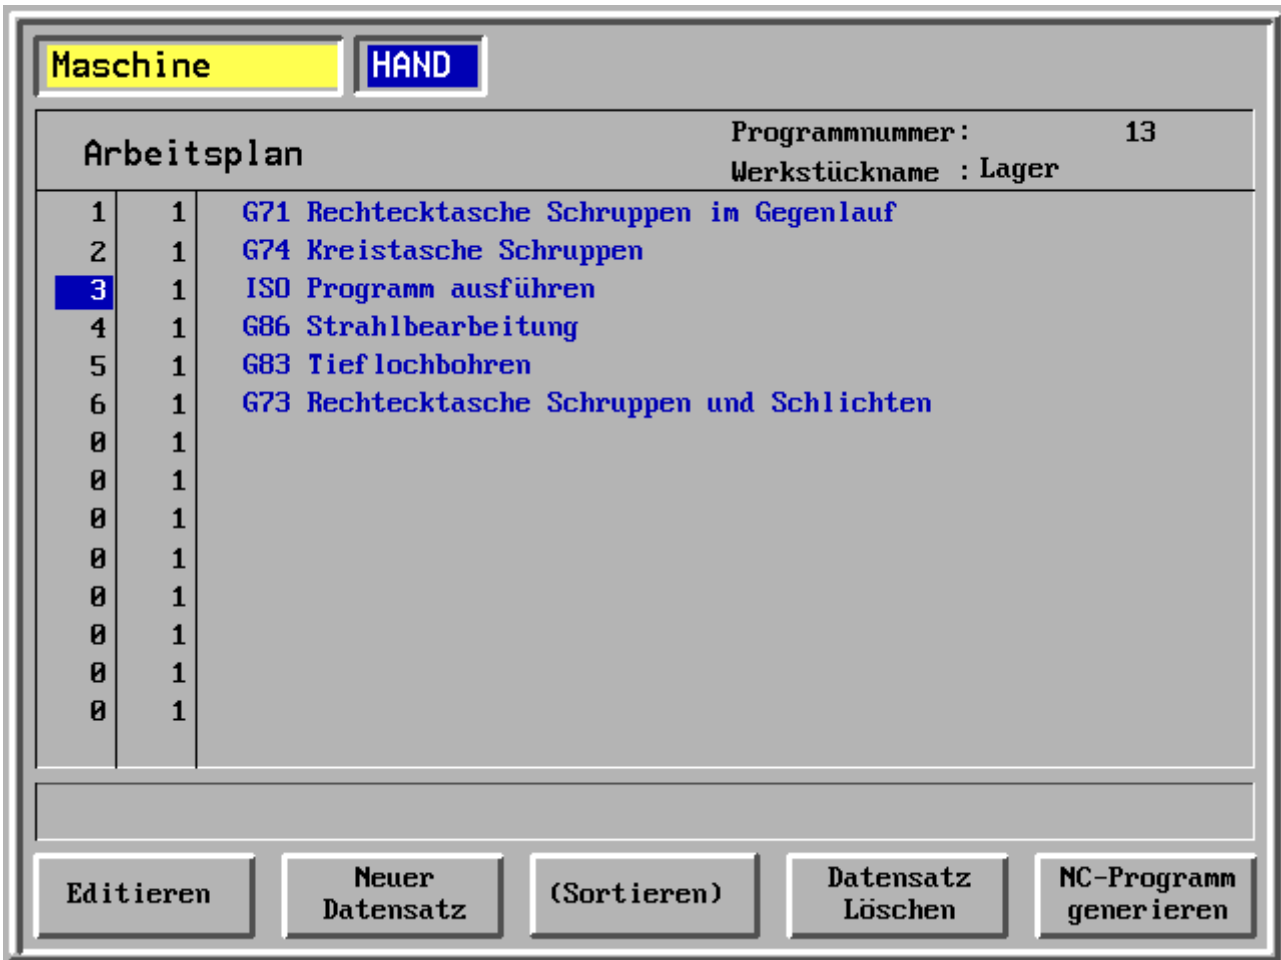 Maschine HAND
Arbeitsplan
Programmnummer: 13
Werkstückname : Lager
1 1 G71 Rechtecktasche Schruppen im Gegenlauf
2 1 G74 Kreistasche Schruppen
3 1 ISO Programm ausführen
4 1 G86 Strahlbearbeitung
5 1 G83 Tieflochbohren
6 1 G73 Rechtecktasche Schruppen und Schlichten
0 1
0 1
0 1
0 1
0 1
0 1
0 1
0 1
Editieren
Neuer
Datensatz
(Sortieren)
Datensatz
Löschen
NC-Programm
generieren